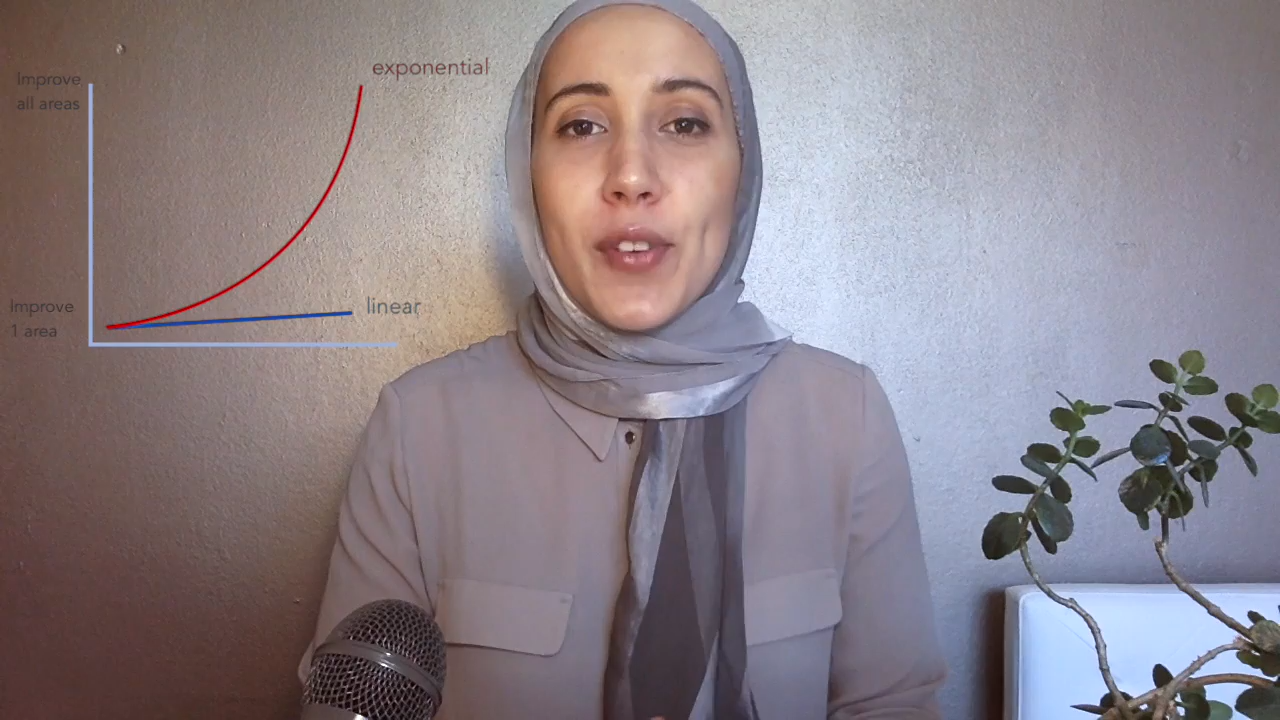 exponential
Improve
all areas
Improve
1 area
linear